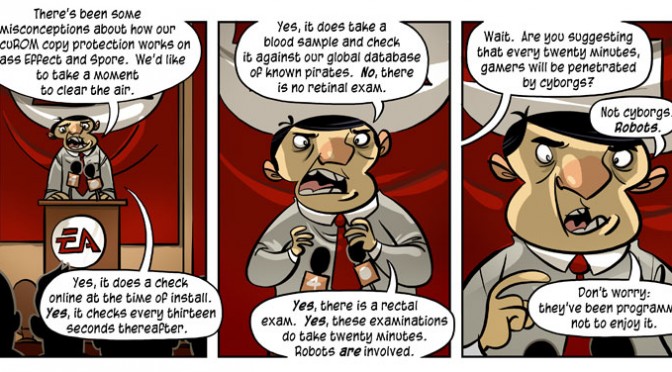 There's been some
misconceptions about how our
cuROM copy protection works on
ass Effect and Spore. We'd like
to take a moment
to clear the air.
EA
Yes, it does a check
online at the time of install.
Yes, it checks every thirteen
seconds thereafter.
Yes, it does take a
blood sample and check
it against our global database
of known pirates. No, there
is no retinal exam.
4
Yes, there is a rectal
exam. Yes, these examinations
do take twenty minutes.
Robots are involved.
Wait. Are you suggesting
that every twenty minutes,
gamers will be penetrated
by cyborgs?
Not cyborgs.
Robots.
Don't worry:
they've been programm
not to enjoy it.